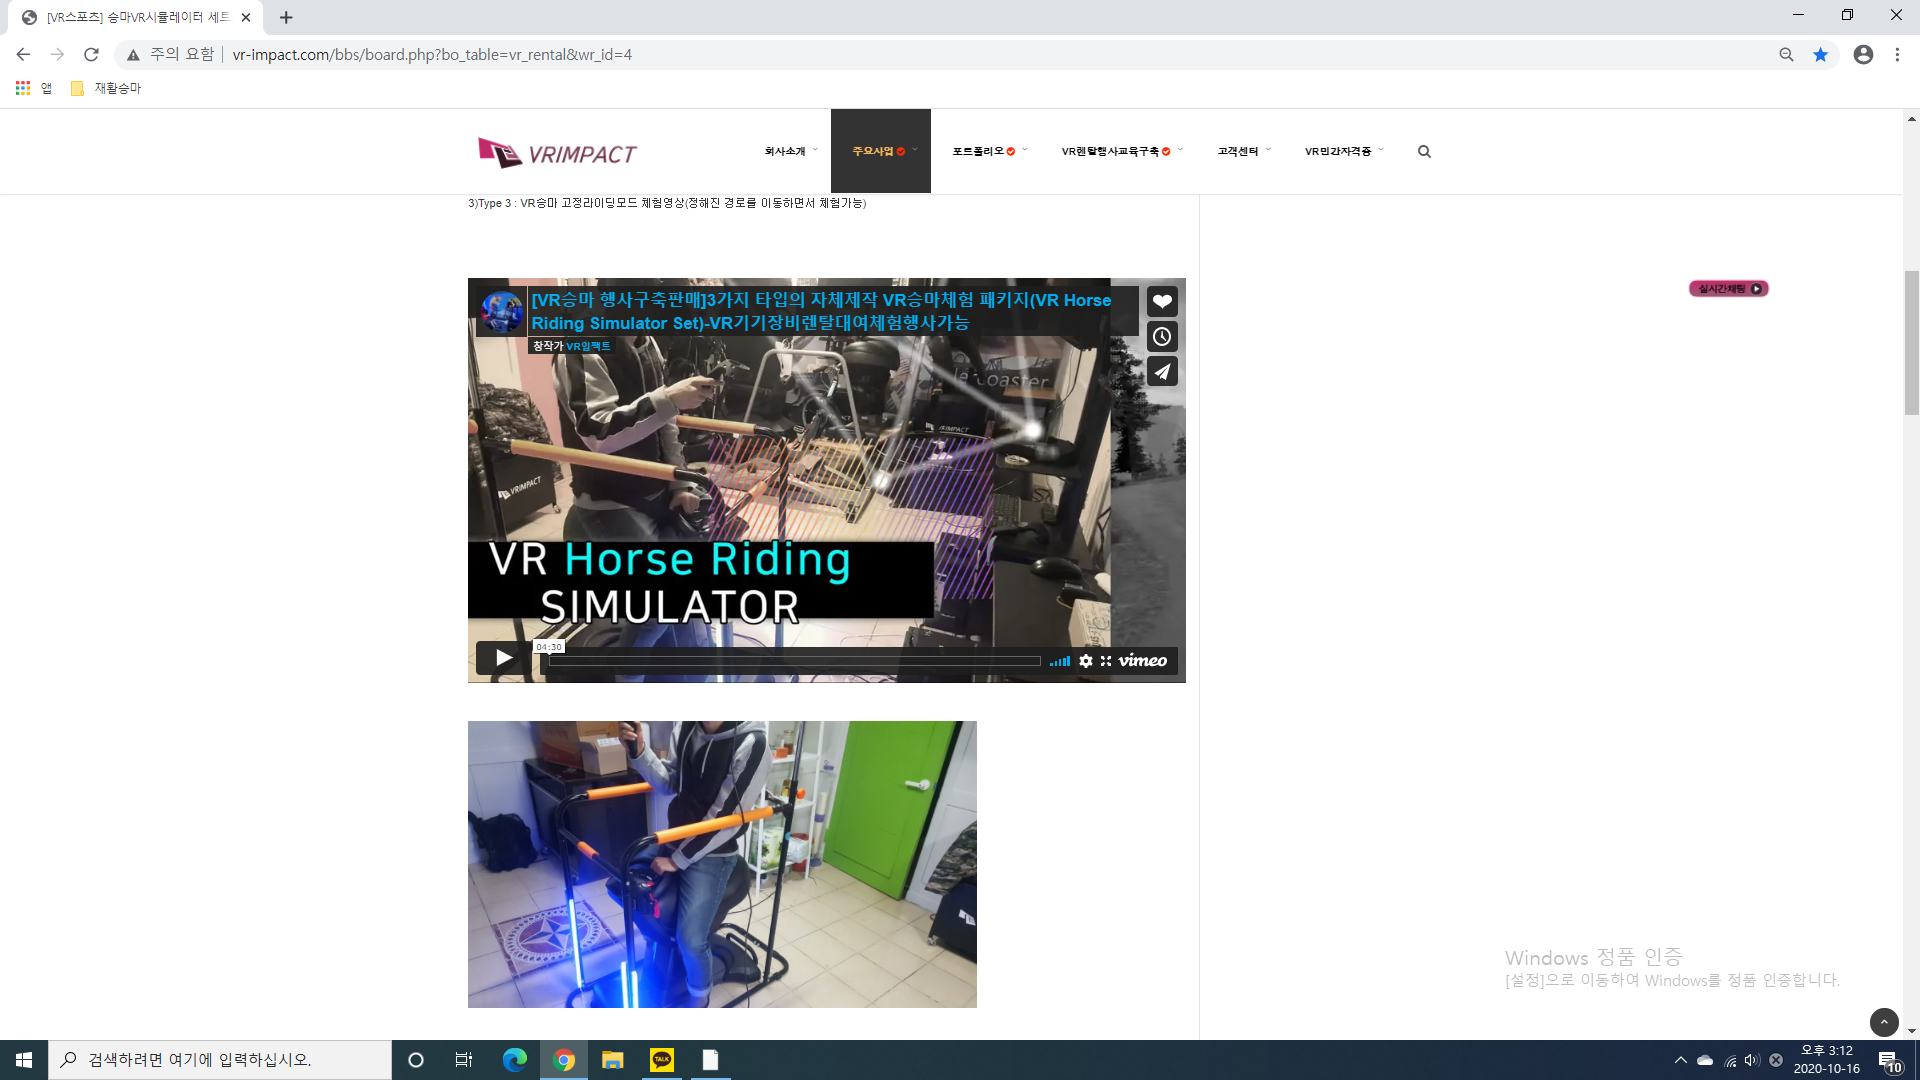 [VR스포츠] 승마VR시뮬레이터 세트
주의 요함
vr-impact.com/bbs/board.php?bo_table=vr_rental&wr_id=4
앱
재활승마
VRIMPACT
회사소개
주요사업
포트폴리오
VR렌탈행사교육구축
고객센터
VR민간자격증
3)Type 3 : VR승마 고정라이딩모드 체험영상(정해진 경로를 이동하면서 체험가능)
실시간채팅
[VR승마 행사구축판매]3가지 타입의 자체제작 VR승마체험 패키지(VR Horse
Riding Simulator Set)-VR기기장비렌탈대여체험행사가능
창작가 VR임팩트
coaster
VRIMPACT
VRIMPACT
VR Horse Riding
SIMULATOR
04:30
vimeo
Windows 정품 인증
[설정]으로 이동하여 Windows를 정품 인증합니다.
검색하려면 여기에 입력하십시오.
TALK
오후 3:12
2020-10-16
10